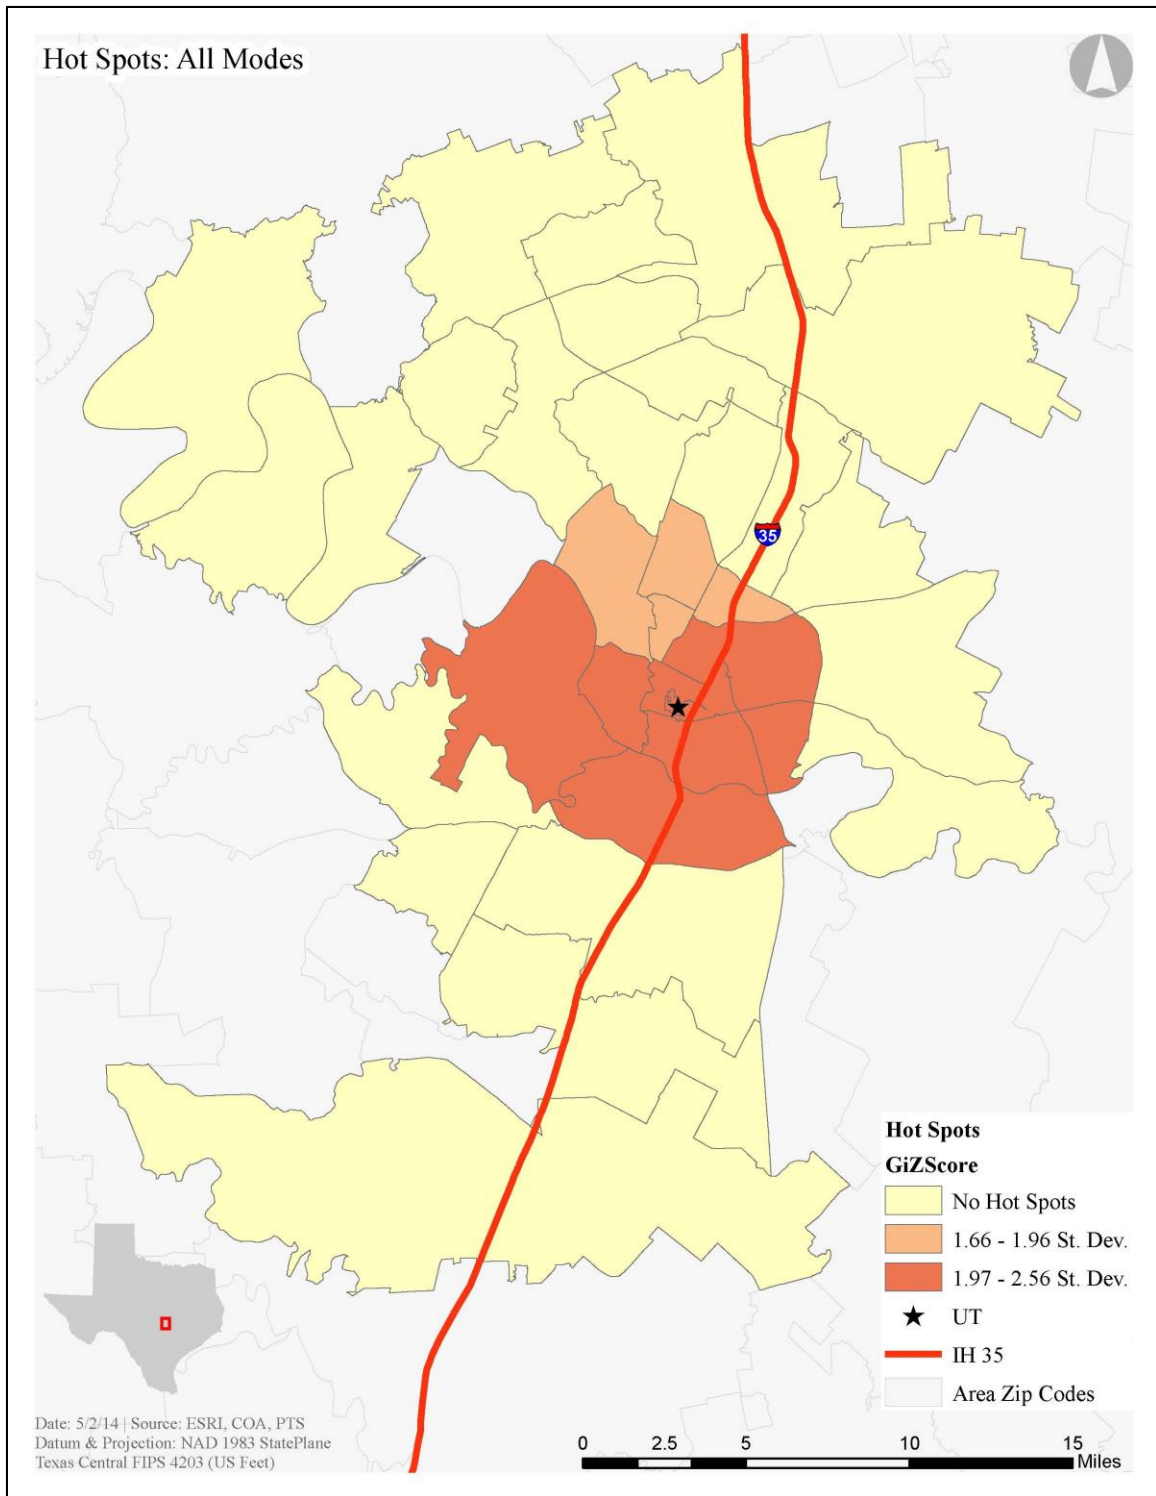 Hot Spots: All Modes
35
Hot Spots
GiZScore
No Hot Spots
1.66 - 1.96 St. Dev.
1.97 - 2.56 St. Dev.
UT
IH 35
Area Zip Codes
Date: 5/2/14 | Source: ESRI, COA, PTS
Datum & Projection: NAD 1983 StatePlane
Texas Central FIPS 4203 (US Feet)
0 2.5 5 10 15
Miles